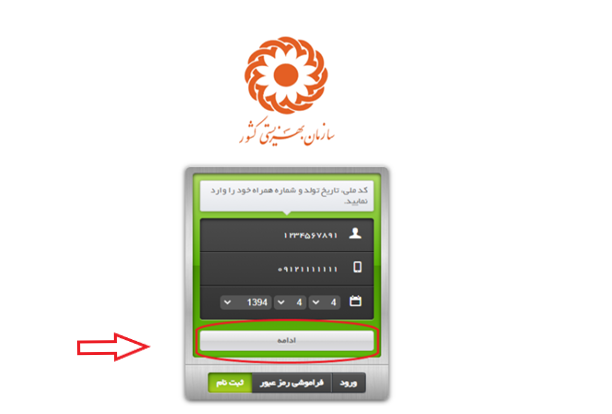 سازمان بهزیستی کشور
کد ملی، تاریخ تولد و شماره همراه خود را وارد
نمایید.
۱۲۳۴۵۶۷۸۹۱
۰۹۱۲۱۱۱۱۱۱۱
4 4 1394
ادامه
ورود فراموشی رمز عبور ثبت نام